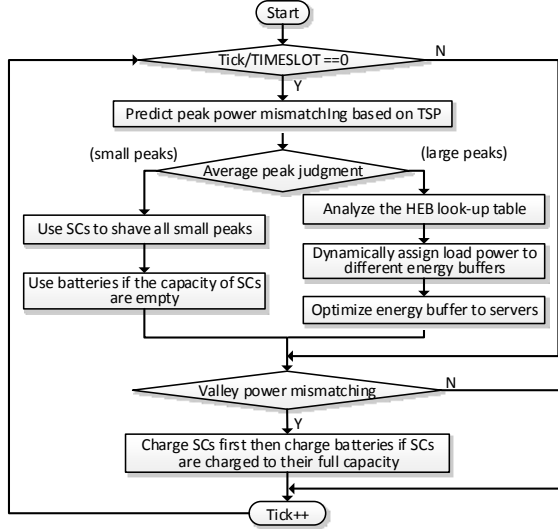 Start
Tick/TIMESLOT ==0
N
Y
Predict peak power mismatchIng based on TSP
(small peaks)
(large peaks)
Average peak judgment
Use SCs to shave all small peaks
Analyze the HEB look-up table
Use batteries if the capacity of SCs
are empty
Dynamically assign load power to
different energy buffers
Optimize energy buffer to servers
Valley power mismatching
N
Y
Charge SCs first then charge batteries if SCs
are charged to their full capacity
Tick++